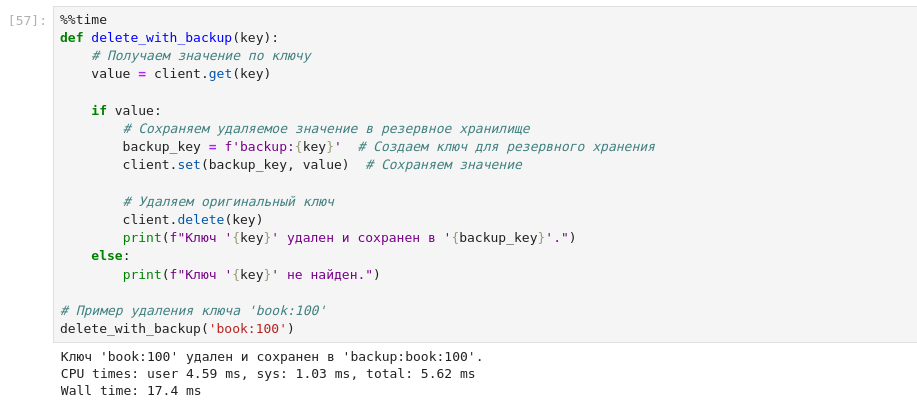 [57]: %%time
def delete_with_backup(key):
    # Получаем значение по ключу
    value = client.get(key)

    if value:
        # Сохраняем удаляемое значение в резервное хранилище
        backup_key = f'backup:{key}'  # Создаем ключ для резервного хранения
        client.set(backup_key, value)  # Сохраняем значение

        # Удаляем оригинальный ключ
        client.delete(key)
        print(f"Ключ '{key}' удален и сохранен в '{backup_key}'.")
    else:
        print(f"Ключ '{key}' не найден.")

# Пример удаления ключа 'book:100'
delete_with_backup('book:100')
Ключ 'book:100' удален и сохранен в 'backup:book:100'.
CPU times: user 4.59 ms, sys: 1.03 ms, total: 5.62 ms
Wall time: 17.4 ms